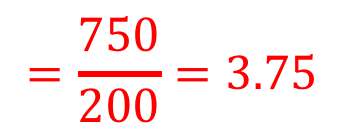 = 750/200 = 3.75